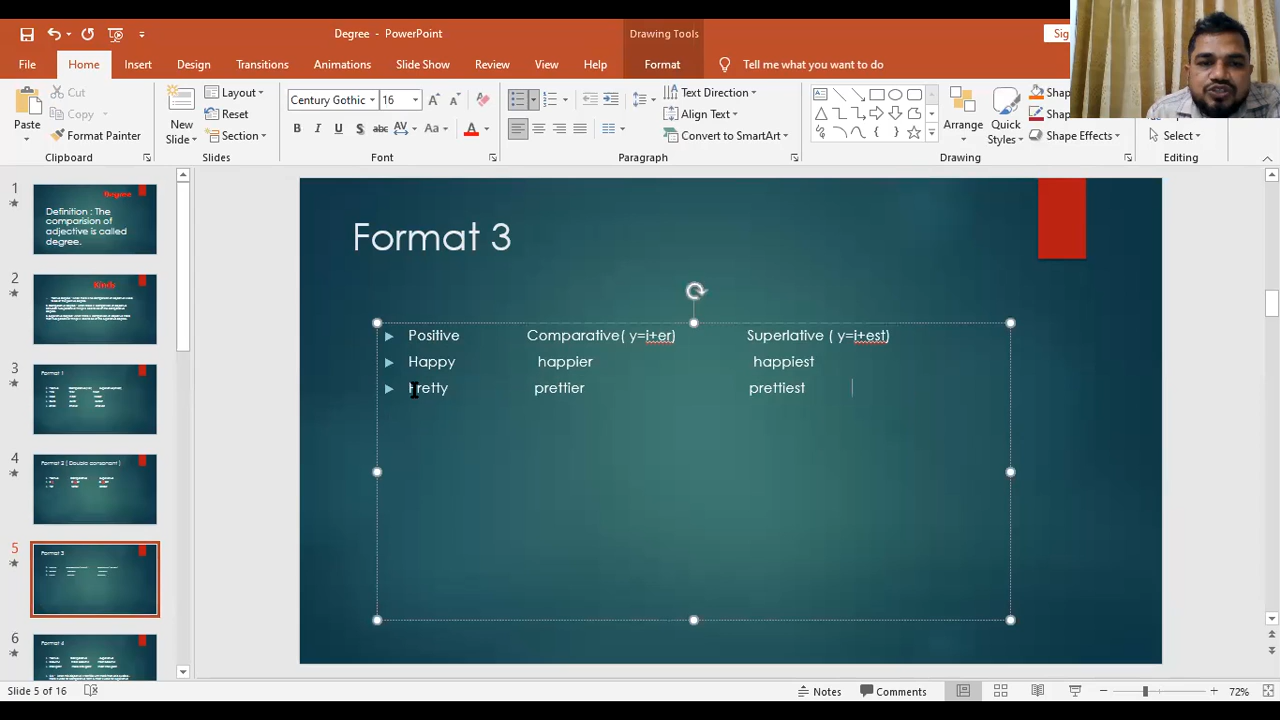 Degree - PowerPoint
Drawing Tools
Sig
File Home Insert Design Transitions Animations Slide Show Review View Help Format Tell me what you want to do
Cut
Copy
Format Painter
Paste
Clipboard
New
Slide
Layout
Reset
Section
Slides
Century Gothic 16
B I U S abc AV Aa A
Font
Text Direction
Align Text
Convert to SmartArt
Paragraph
Arrange
Quick
Styles
Shape Effects
Drawing
Select
Editing
1
Degree
Definition : The
comparision of
adjective is called
degree.
2
Kinds
3
Format 1
4
Format 2 ( Double consonant )
5
Format 3
6
Format 4
Format 3
Positive Comparative( y=i+er) Superlative ( y=i+est)
Happy happier happiest
Pretty prettier prettiest
Slide 5 of 16
Notes
Comments
72%